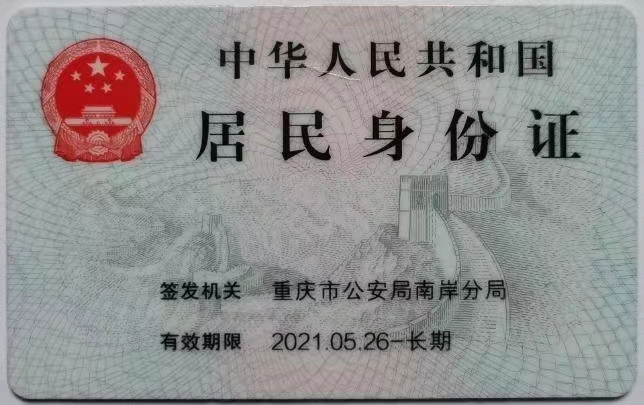 中华人民共和国
居民身份证
签发机关 重庆市公安局南岸分局
有效期限 2021.05.26-长期